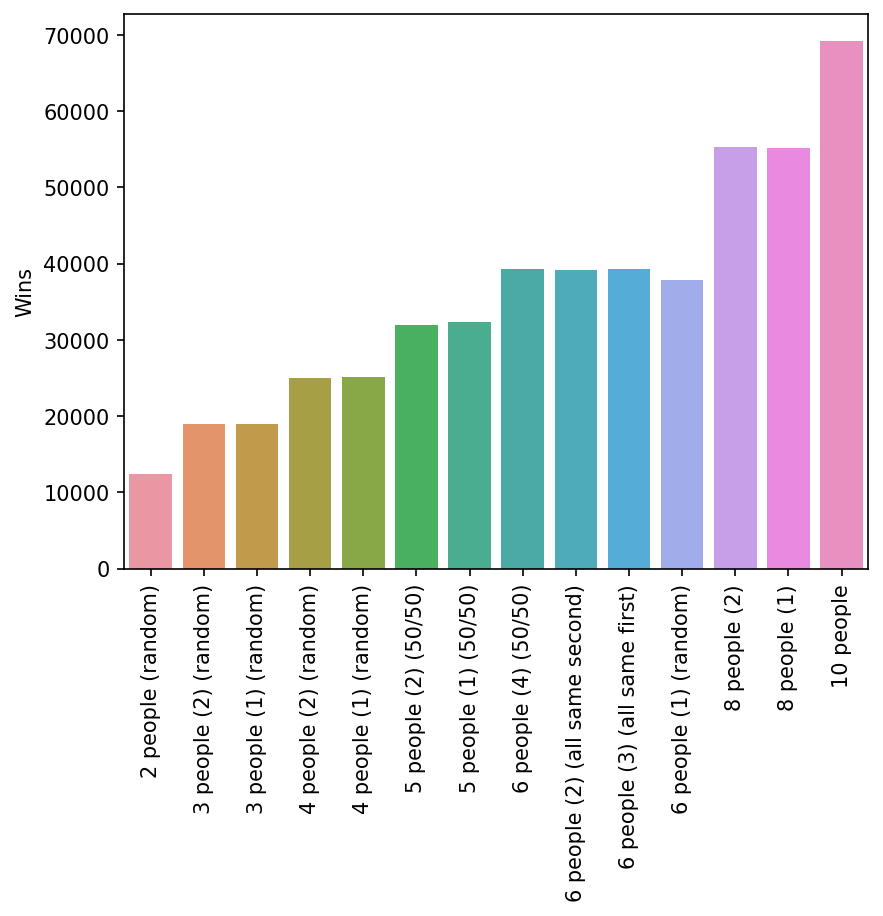 70000
60000
50000
40000
30000
20000
10000
0
Wins
2 people (random)
3 people (2) (random)
3 people (1) (random)
4 people (2) (random)
4 people (1) (random)
5 people (2) (50/50)
5 people (1) (50/50)
6 people (4) (50/50)
6 people (2) (all same second)
6 people (3) (all same first)
6 people (1) (random)
8 people (2)
8 people (1)
10 people